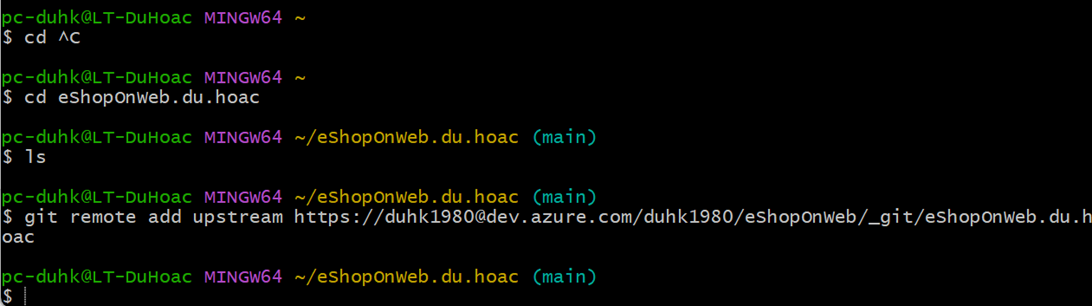 pc-duhk@LT-DuHoac MINGW64 ~
$ cd ^C
pc-duhk@LT-DuHoac MINGW64 ~
$ cd eShopOnWeb.du.hoac
pc-duhk@LT-DuHoac MINGW64 ~/eShopOnWeb.du.hoac (main)
$ ls
pc-duhk@LT-DuHoac MINGW64 ~/eShopOnWeb.du.hoac (main)
$ git remote add upstream https://duhk1980@dev.azure.com/duhk1980/eShopOnWeb/_git/eShopOnWeb.du.h
oac
pc-duhk@LT-DuHoac MINGW64 ~/eShopOnWeb.du.hoac (main)
$